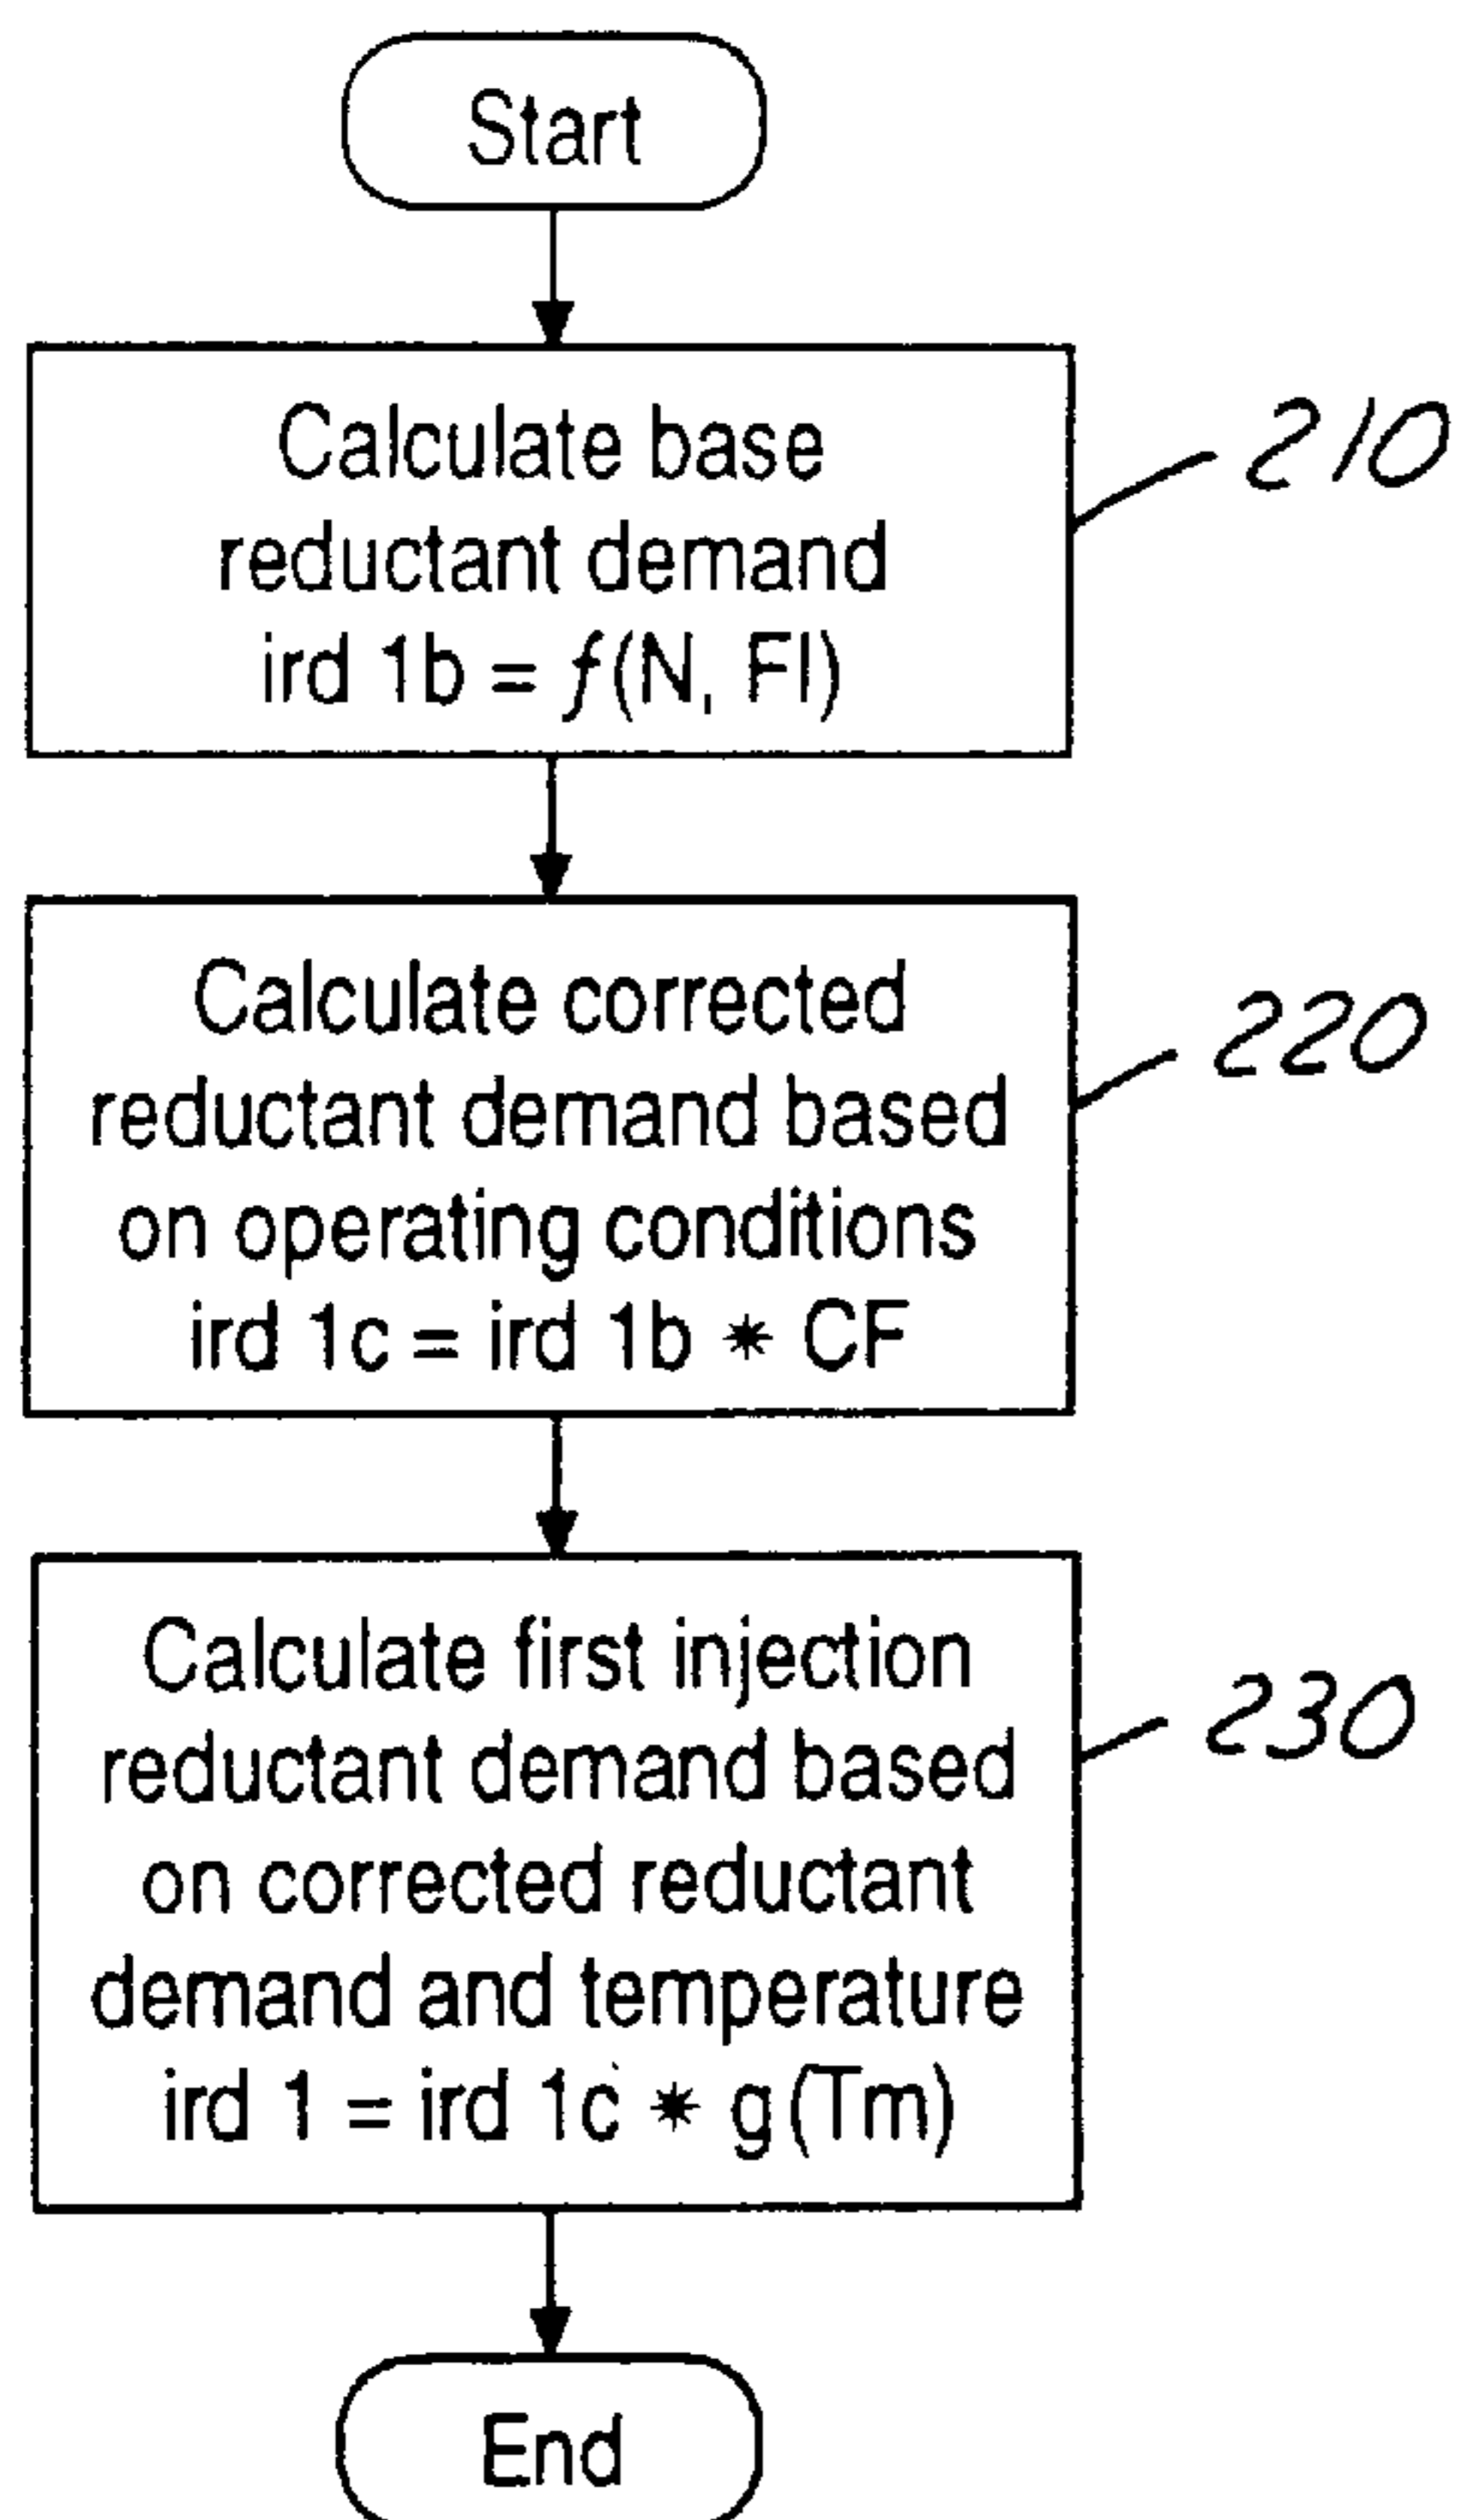 Start
Calculate base
reductant demand
ird 1b = f(N, FI)
210
Calculate corrected
reductant demand based
on operating conditions
ird 1c = ird 1b * CF
220
Calculate first injection
reductant demand based
on corrected reductant
demand and temperature
ird 1 = ird 1c * g(Tm)
230
End